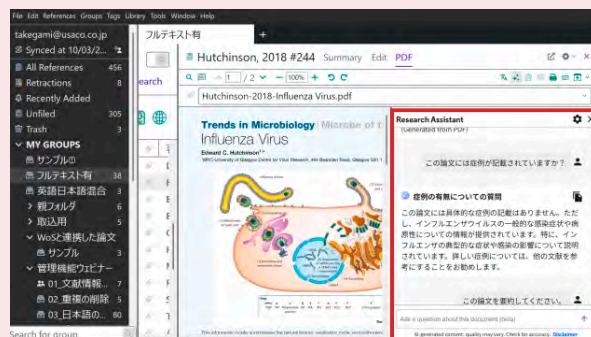 File Edit References Groups Tags Library Tools Window Help
takegami@usaco.co.jp
Synced at 10/03/2...
All References 456
Retractions 8
Recently Added
Unfiled 305
Trash 3
MY GROUPS
サンプル①
フルテキスト有 38
英語日本語混合 3
親フォルダ 6
取込用 5
WoSと連携した論文
サンプル 3
管理機能ウェビナー
01_文献情報... 7
02_重複の削除 5
03_日本語の... 80
Search for group
フルテキスト有 +
earch
Hutchinson, 2018 #244 Summary Edit PDF
1 / 2 100%
Hutchinson-2018-Influenza Virus.pdf
Trends in Microbiology Microbe of t
Influenza Virus
Edward C. Hutchinson
Research Assistant
(Generated from PDF)
この論文には症例が記載されていますか？
症例の有無についての質問
この論文には具体的な症例の記載はありません。ただ
し、インフルエンザウイルスの一般的な感染症状や病
原性についての情報が提供されています。特に、イン
フルエンザの典型的な症状や感染の影響について説明
されています。詳しい症例については、他の文献を参
考にすることをお勧めします。
この論文を要約してください。
Ask a question about this document (beta)
AI generated content: quality may vary. Check for accuracy. Disclaimer